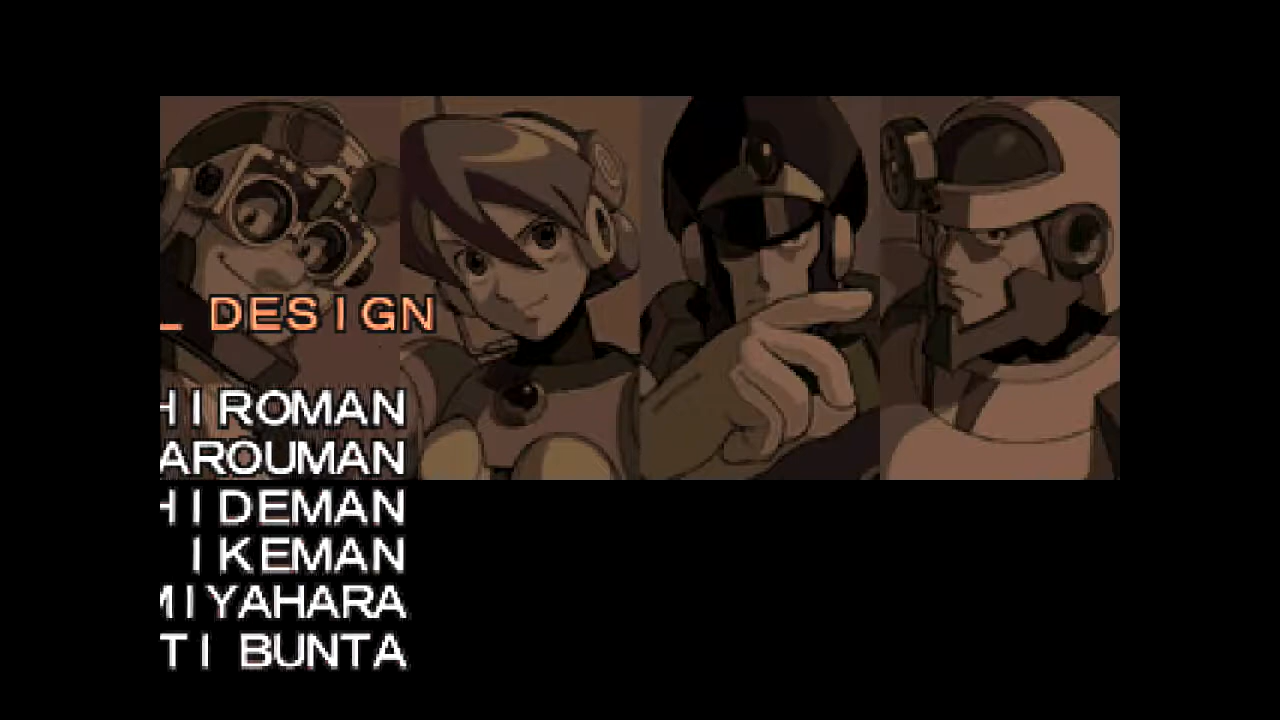 DESIGN
HIROMAN
AROUMAN
HIDEMAN
IKEMAN
MIYAHARA
TI BUNTA